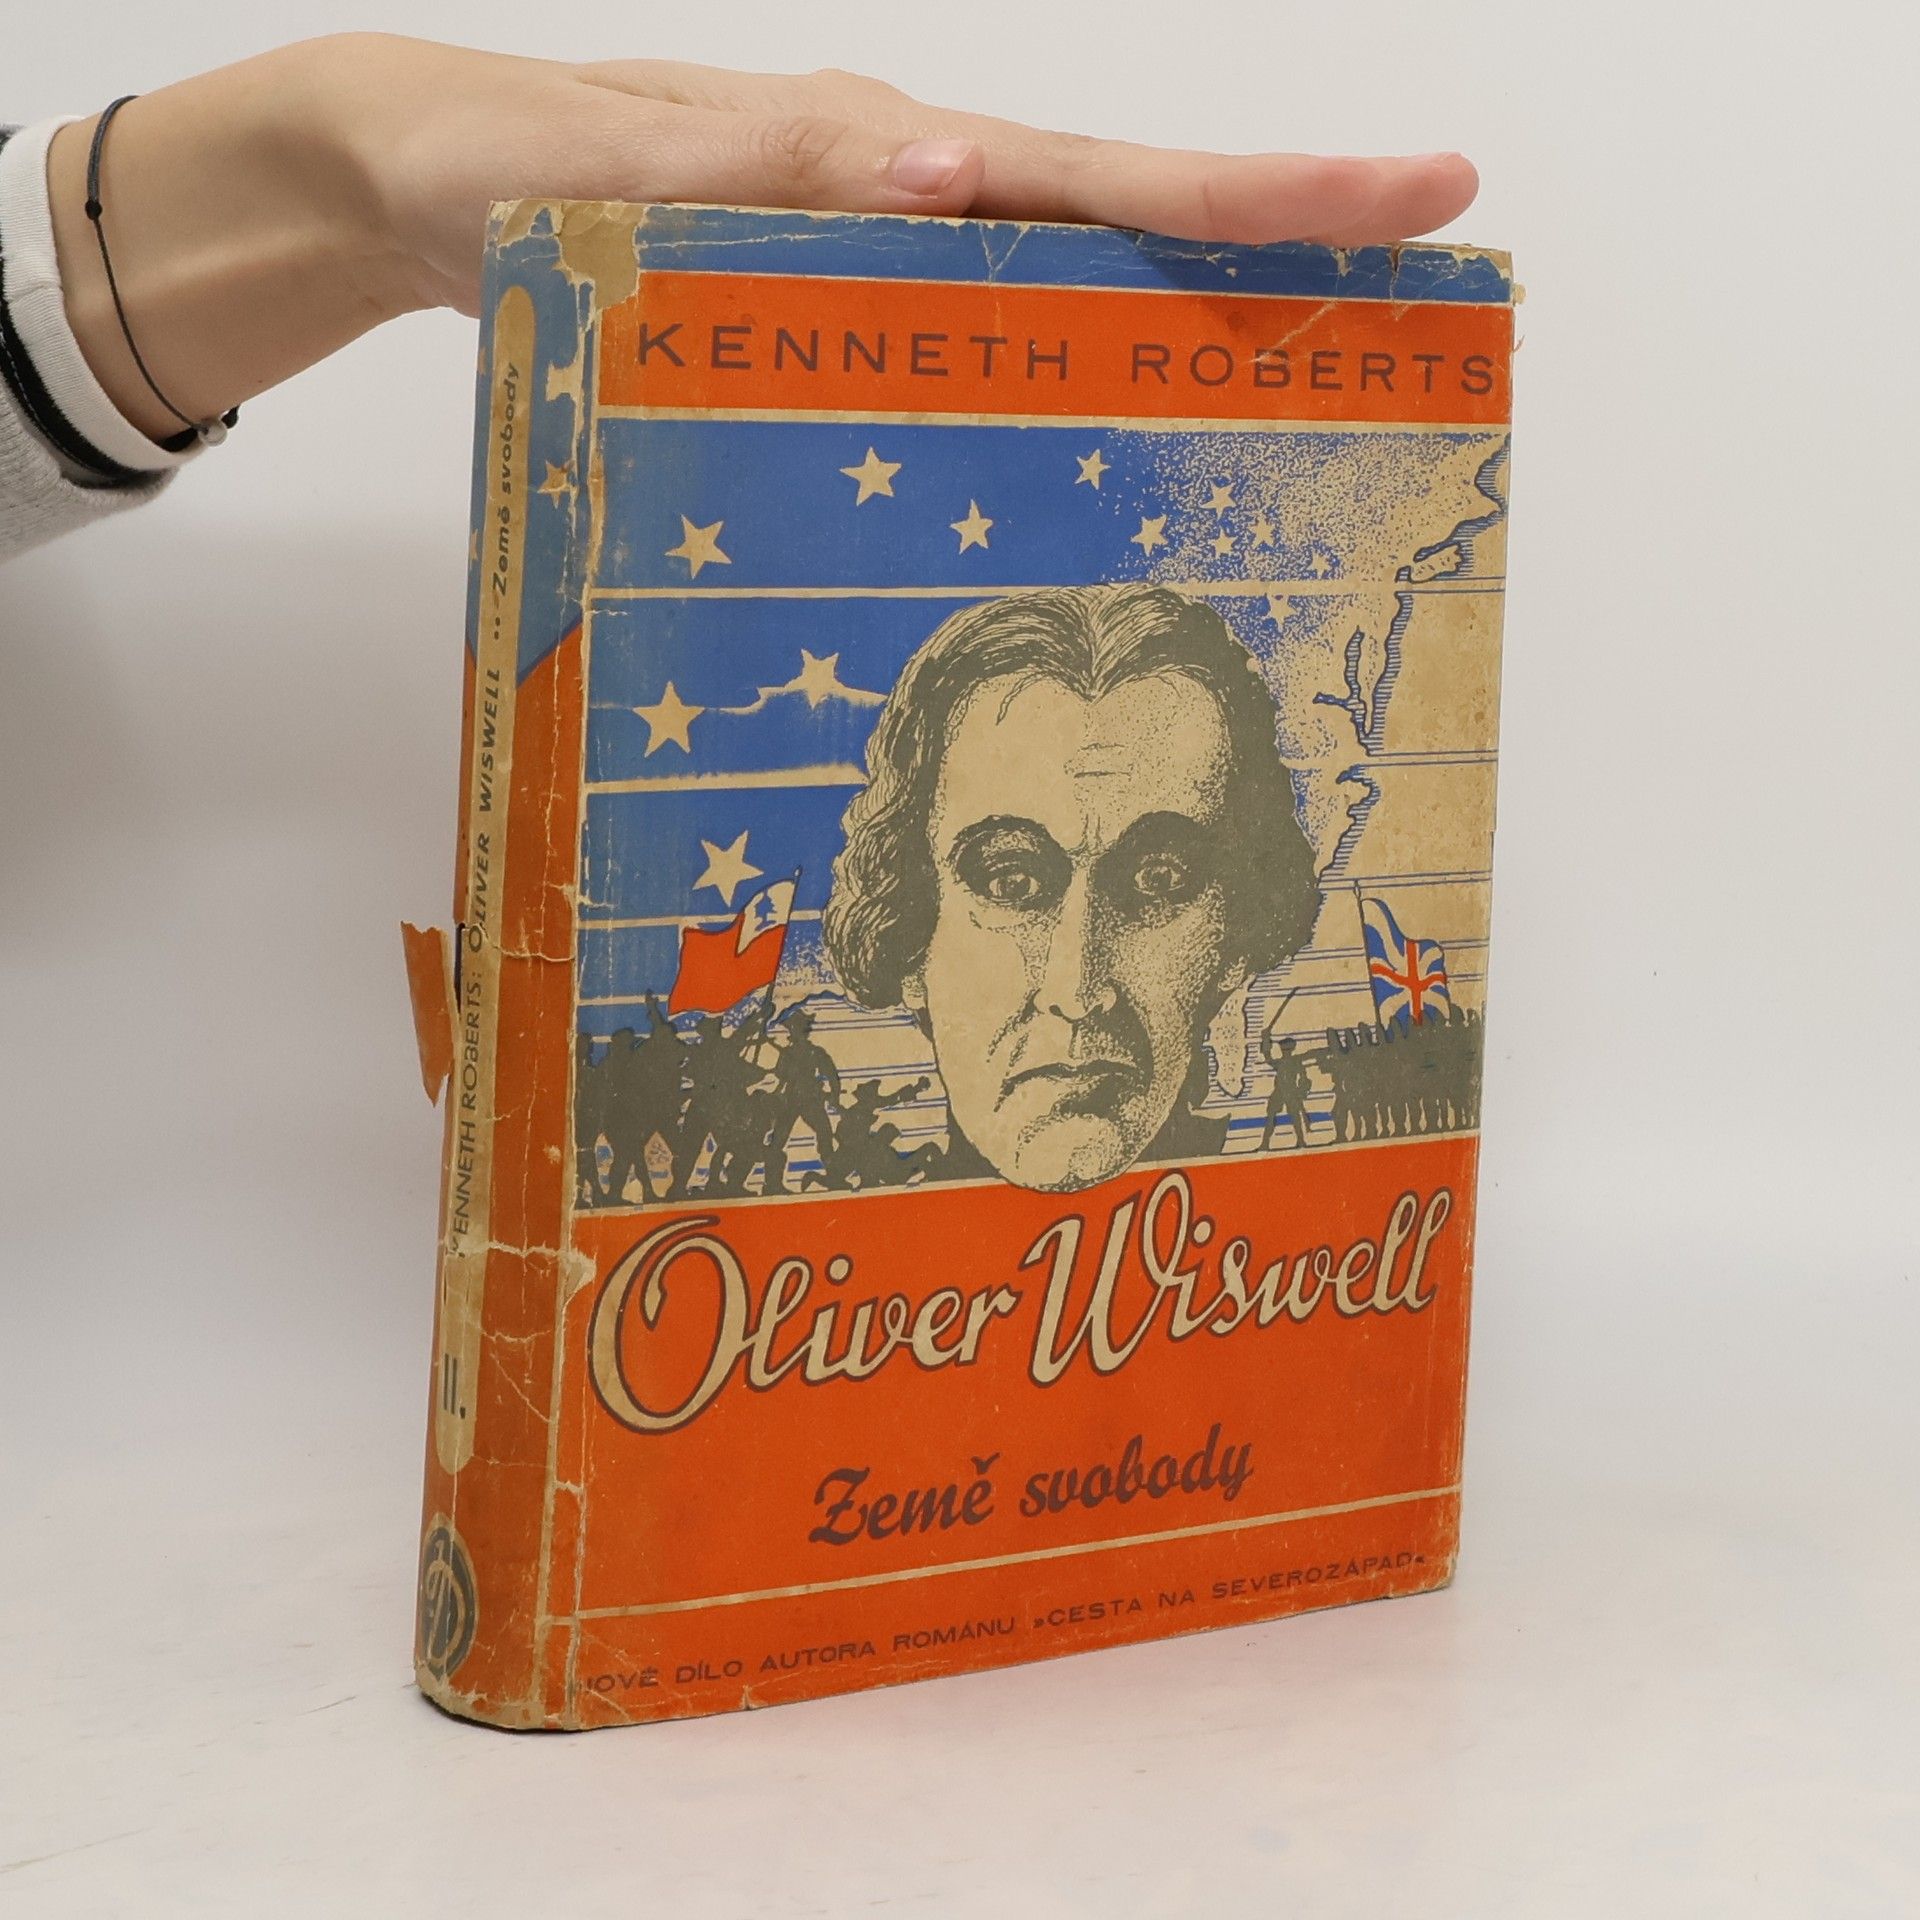 KENNETH ROBERTS
Oliver Wiswell
Země svobody
NOVÉ DÍLO AUTORA ROMÁNU »CESTA NA SEVEROZÁPAD«
KENNETH ROBERTS: OLIVER WISWELL .. Země svobody
II.